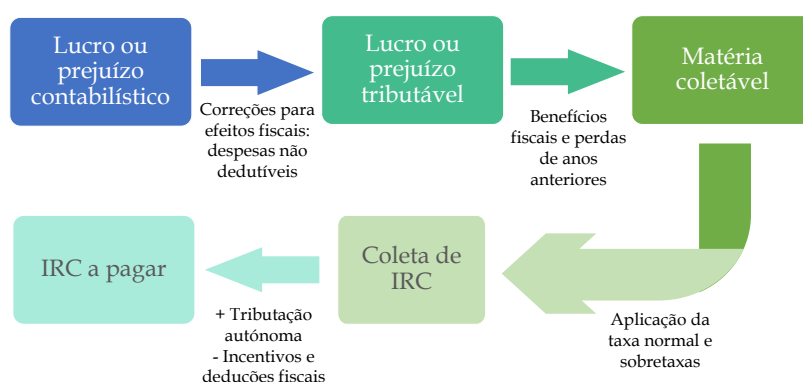 Lucro ou
prejuízo
contabilístico
Correções para
efeitos fiscais:
despesas não
dedutíveis
Lucro ou
prejuízo
tributável
Benefícios
fiscais e perdas
de anos
anteriores
Matéria
coletável
Aplicação da
taxa normal e
sobretaxas
Coleta de
IRC
+ Tributação
autónoma
- Incentivos e
deduções fiscais
IRC a pagar